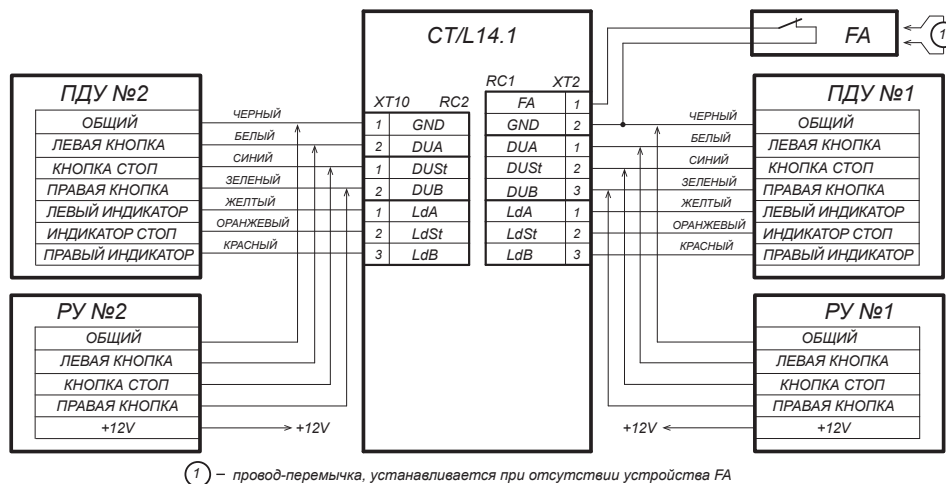 CT/L14.1
FA
1
ПДУ №2
ОБЩИЙ
ЛЕВАЯ КНОПКА
КНОПКА СТОП
ПРАВАЯ КНОПКА
ЛЕВЫЙ ИНДИКАТОР
ИНДИКАТОР СТОП
ПРАВЫЙ ИНДИКАТОР
ЧЕРНЫЙ
БЕЛЫЙ
СИНИЙ
ЗЕЛЕНЫЙ
ЖЕЛТЫЙ
ОРАНЖЕВЫЙ
КРАСНЫЙ
XT10 RC2
1 GND
2 DUA
1 DUSt
2 DUB
1 LdA
2 LdSt
3 LdB
RC1 XT2
FA 1
GND 2
DUA 1
DUSt 2
DUB 3
LdA 1
LdSt 2
LdB 3
ЧЕРНЫЙ
БЕЛЫЙ
СИНИЙ
ЗЕЛЕНЫЙ
ЖЕЛТЫЙ
ОРАНЖЕВЫЙ
КРАСНЫЙ
ПДУ №1
ОБЩИЙ
ЛЕВАЯ КНОПКА
КНОПКА СТОП
ПРАВАЯ КНОПКА
ЛЕВЫЙ ИНДИКАТОР
ИНДИКАТОР СТОП
ПРАВЫЙ ИНДИКАТОР
РУ №2
ОБЩИЙ
ЛЕВАЯ КНОПКА
КНОПКА СТОП
ПРАВАЯ КНОПКА
+12V
+12V
РУ №1
ОБЩИЙ
ЛЕВАЯ КНОПКА
КНОПКА СТОП
ПРАВАЯ КНОПКА
+12V
+12V
1 – провод-перемычка, устанавливается при отсутствии устройства FA